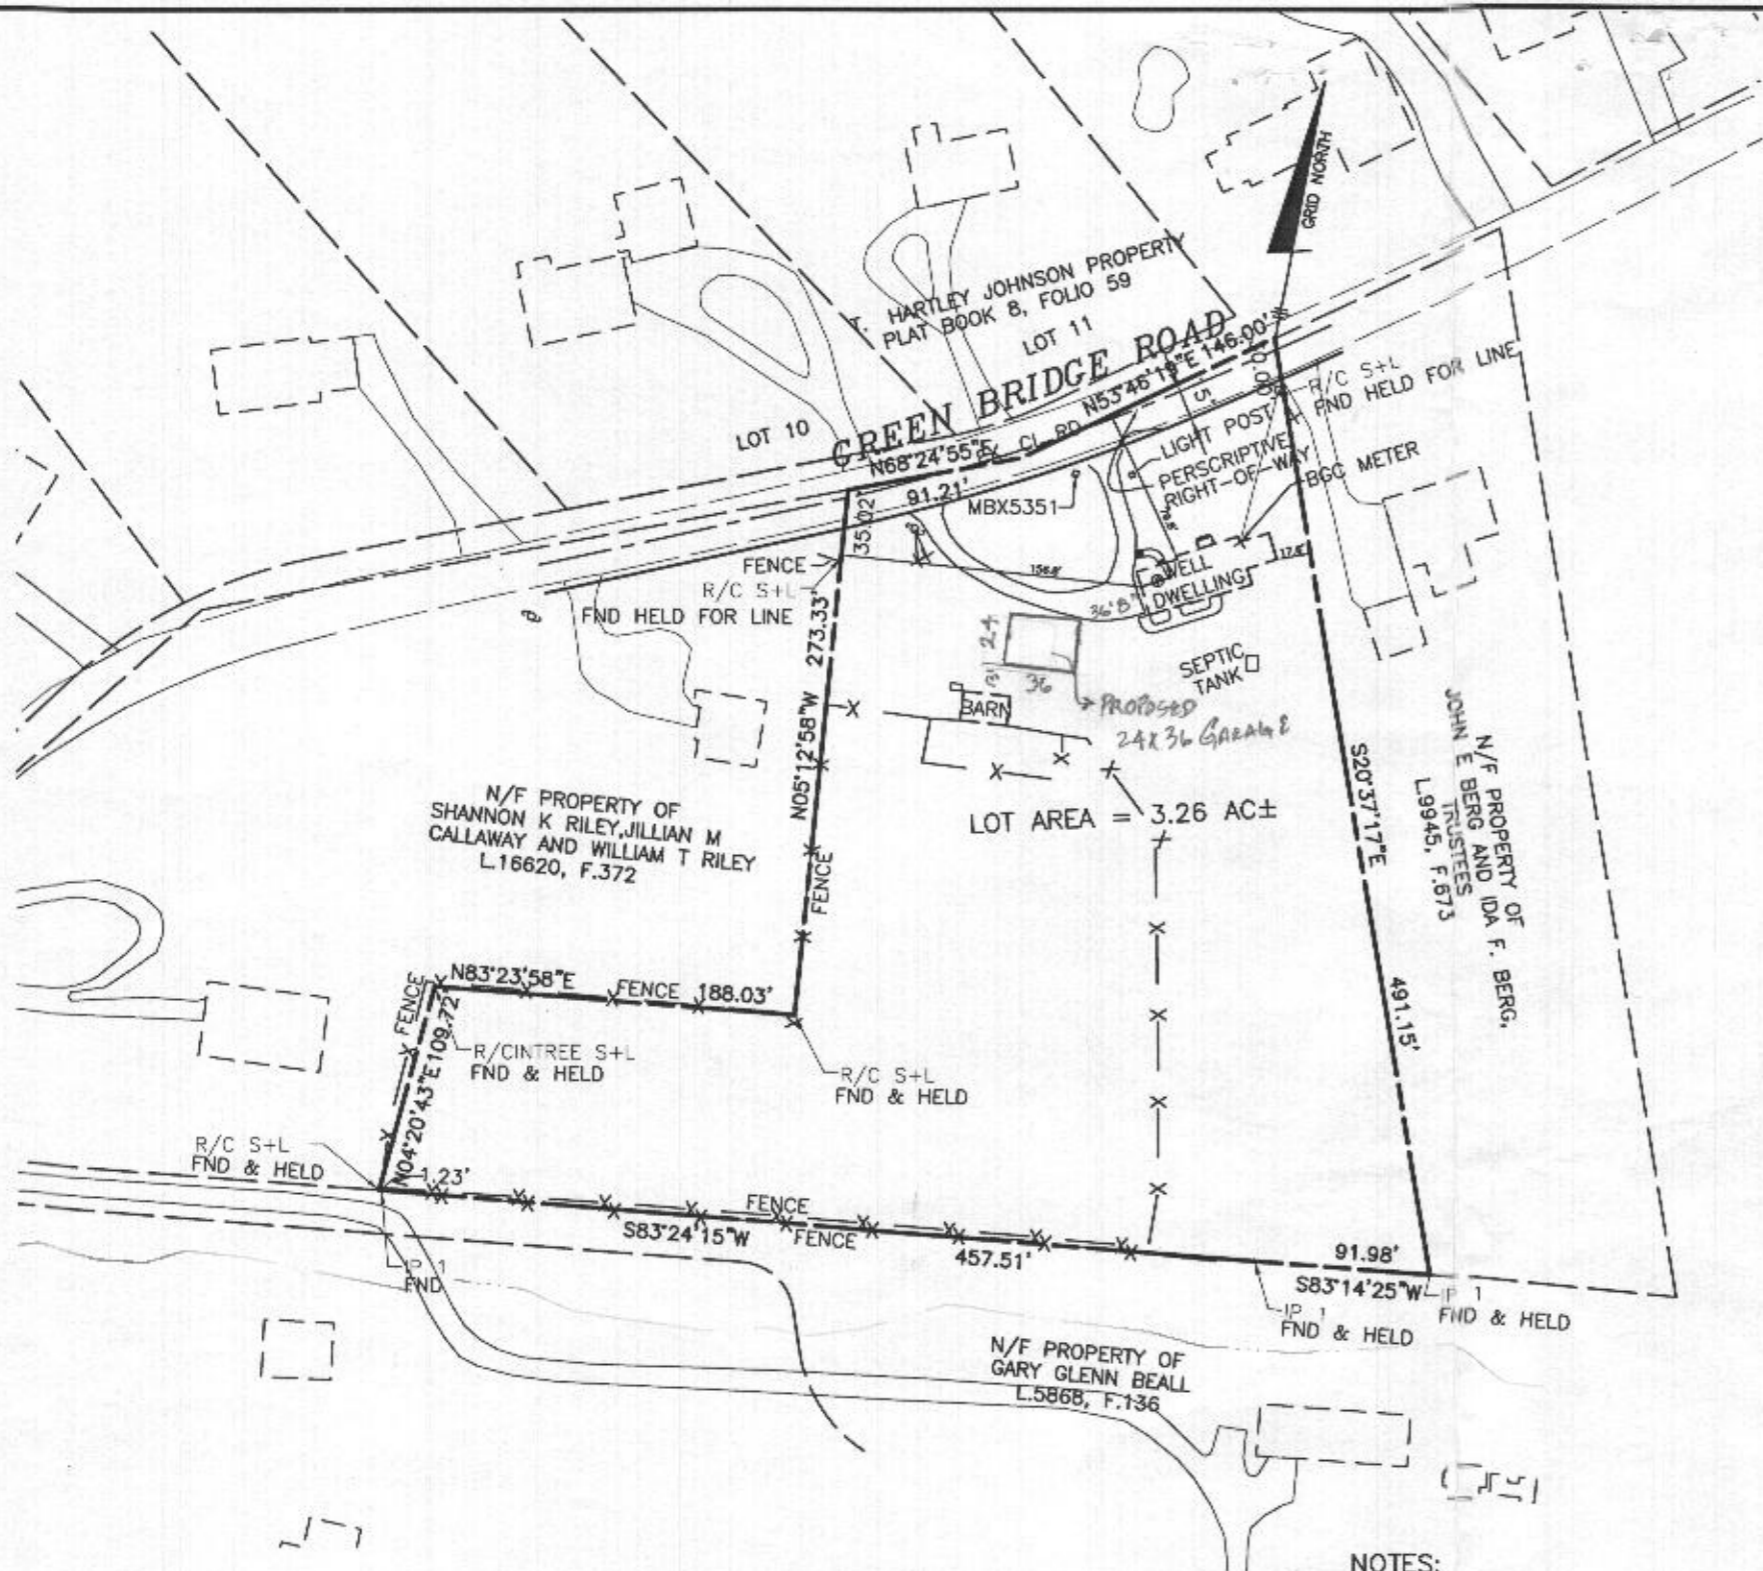 GRID NORTH
T. HARTLEY JOHNSON PROPERTY
PLAT BOOK 8, FOLIO 59
LOT 11
LOT 10
GREEN BRIDGE ROAD
N53°46'19"E 146.00'
N68°24'55"E
CL RD
91.21'
35.02'
5'
R/C S+L
FND HELD FOR LINE
LIGHT POST
PERSCRIPTIVE
RIGHT-OF-WAY
BGC METER
MBX5351
FENCE
R/C S+L
FND HELD FOR LINE
WELL
DWELLING
36'8"
24
36
13'
BARN
SEPTIC
TANK
PROPOSED
24X36 GARAGE
LOT AREA = 3.26 AC±
273.33'
N05°12'58"W
FENCE
N/F PROPERTY OF
SHANNON K RILEY,JILLIAN M
CALLAWAY AND WILLIAM T RILEY
L.16620, F.372
S20°37'17"E
491.15'
N/F PROPERTY OF
JOHN E BERG AND IDA F. BERG,
TRUSTEES
L.9945, F.673
N83°23'58"E
FENCE
188.03'
FENCE
N04°20'43"E 109.72
R/CINTREE S+L
FND & HELD
R/C S+L
FND & HELD
R/C S+L
FND & HELD
1.23'
FENCE
S83°24'15"W
FENCE
457.51'
91.98'
S83°14'25"W
IP 1
FND
IP 1
FND & HELD
IP 1
FND & HELD
N/F PROPERTY OF
GARY GLENN BEALL
L.5868, F.136
NOTES: